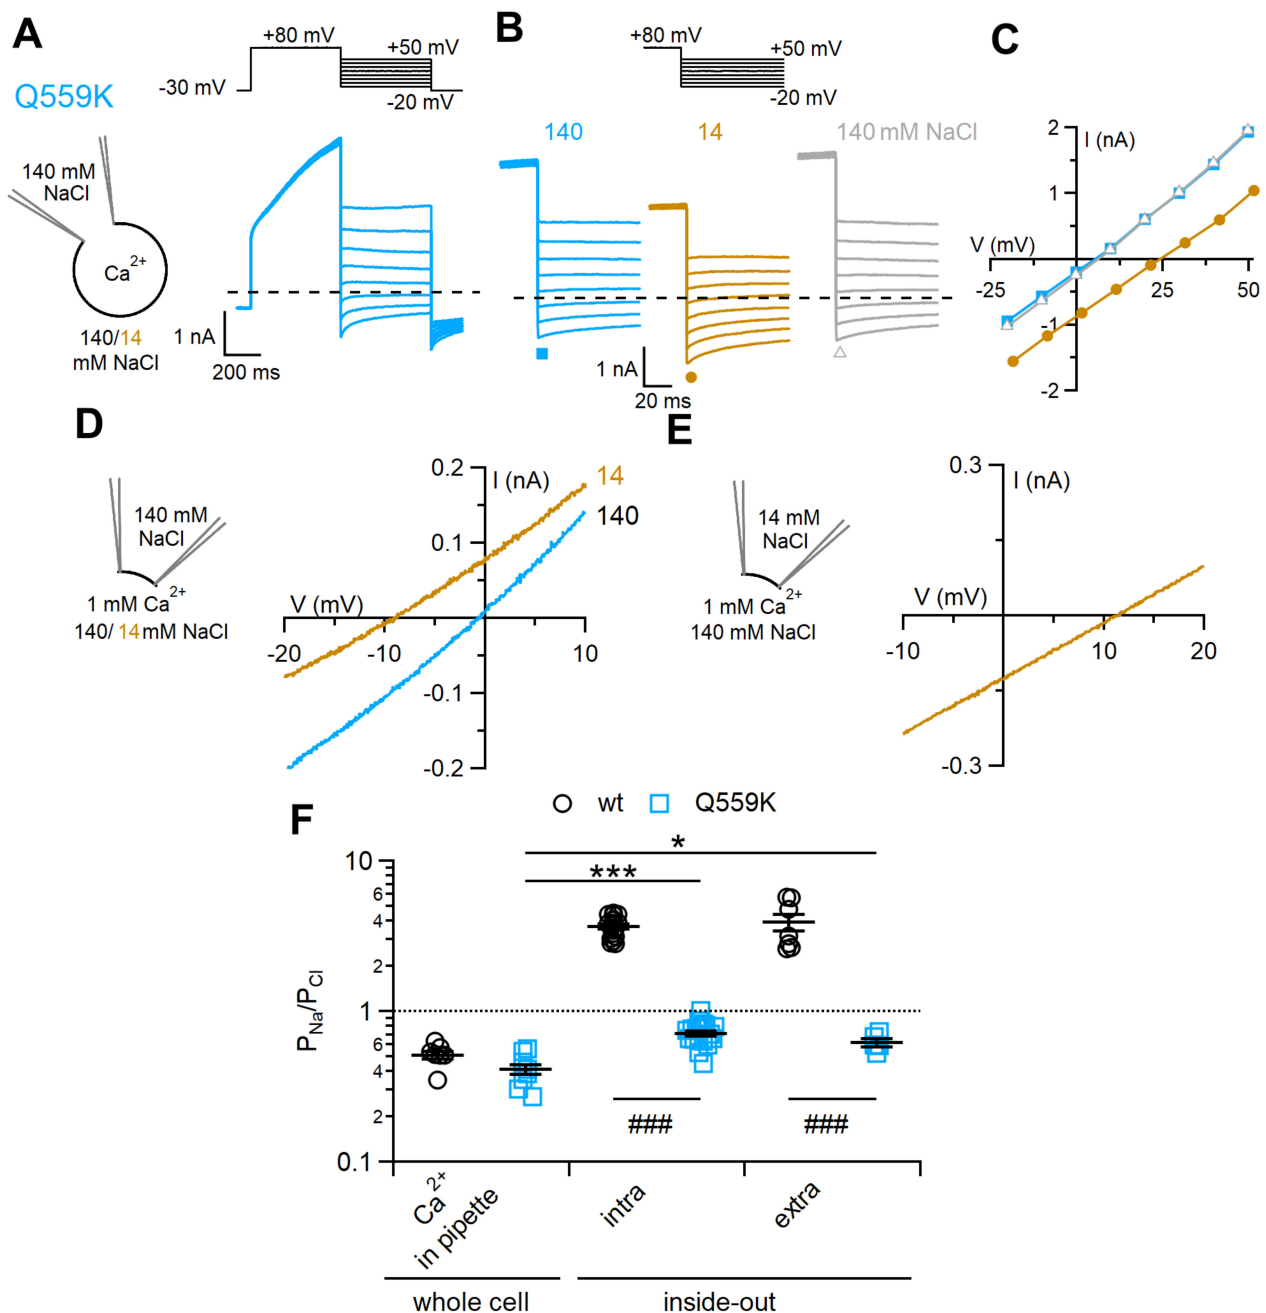 A
Q559K
+80 mV
+50 mV
-30 mV
-20 mV
140 mM
NaCl
Ca2+
140/14
mM NaCl
1 nA
200 ms
B
+80 mV
+50 mV
-20 mV
140
14
140 mM NaCl
1 nA
20 ms
C
I (nA)
V (mV)
2
1
-1
-2
-25
25
50
D
140 mM
NaCl
1 mM Ca2+
140/ 14 mM NaCl
0.2
I (nA)
14
140
0.1
V (mV)
-20
-10
10
-0.1
-0.2
E
14 mM
NaCl
1 mM Ca2+
140 mM NaCl
0.3
I (nA)
V (mV)
-10
10
20
-0.3
F
wt
Q559K
*
***
PNa/PCl
10
6
4
2
1
6
4
2
0.1
###
###
Ca2+
in pipette
intra
extra
whole cell
inside-out